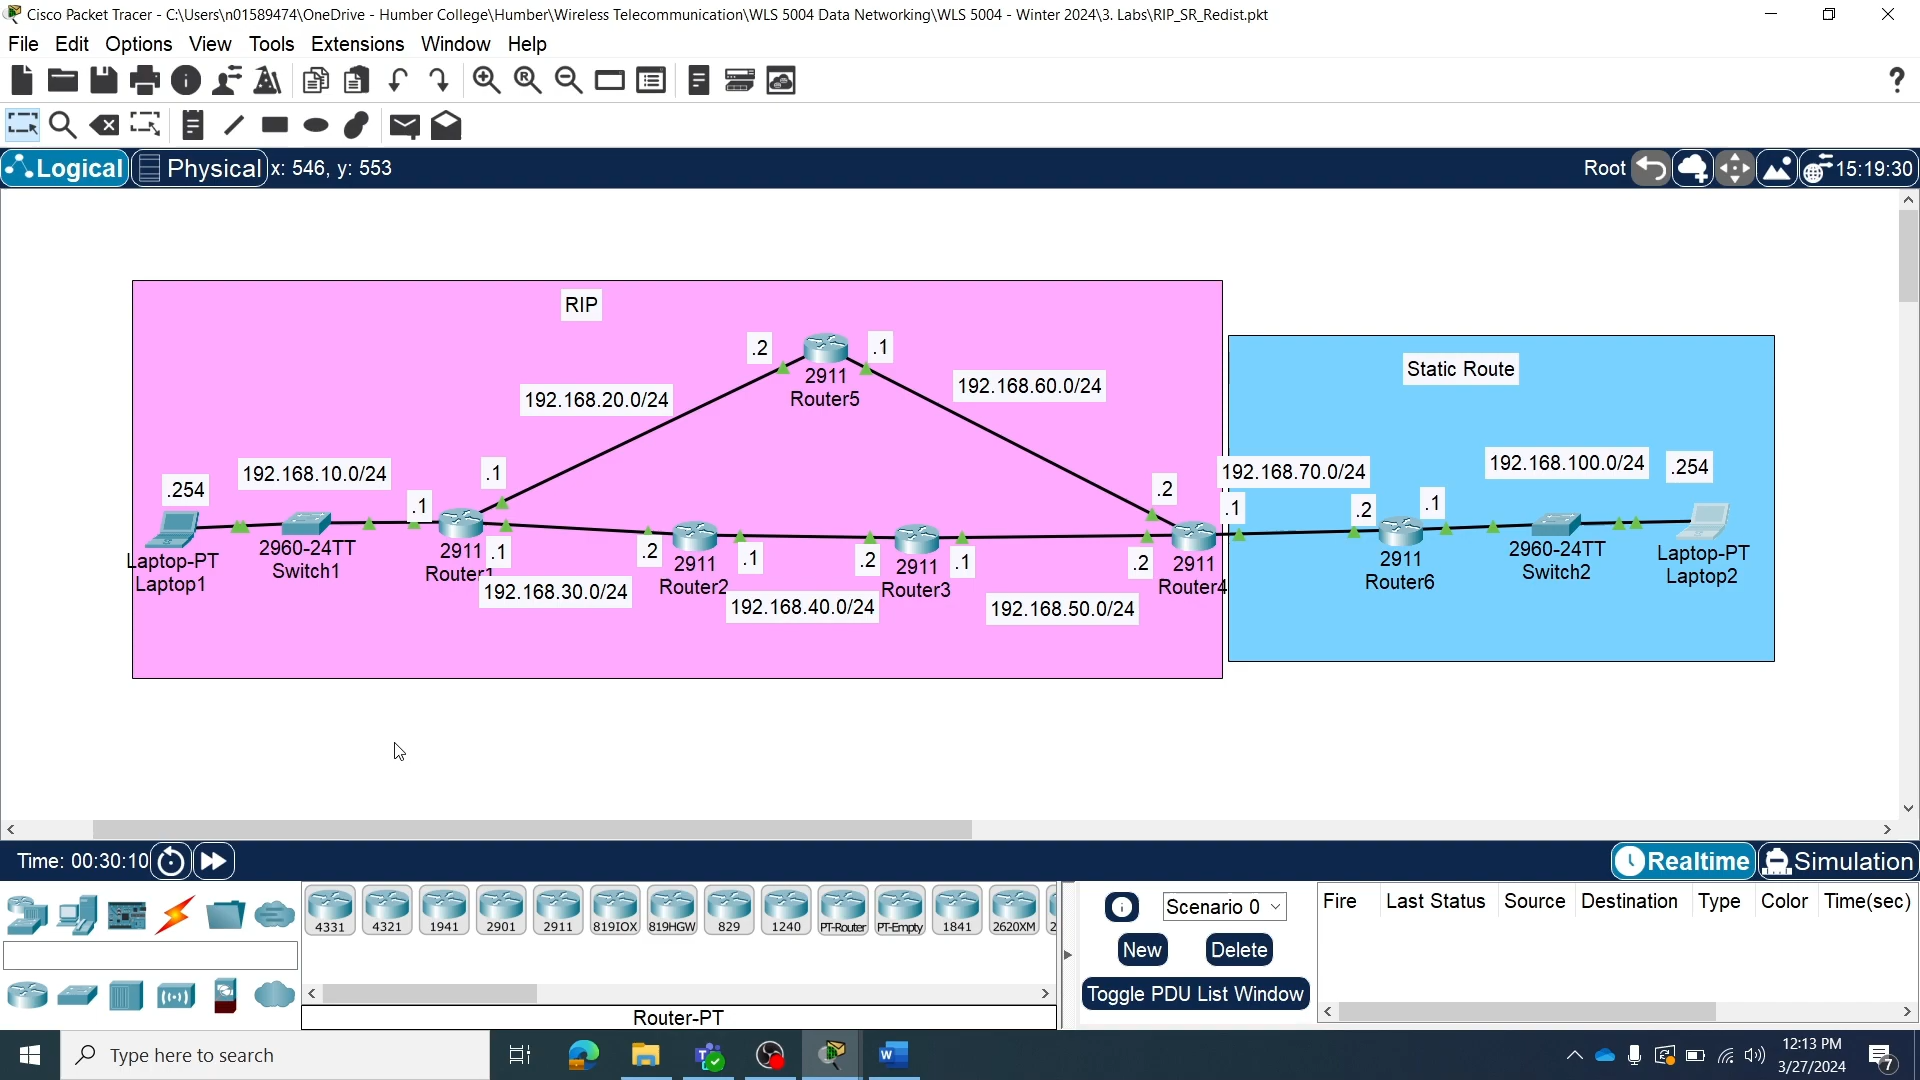 Cisco Packet Tracer - C:\Users\n01589474\OneDrive - Humber College\Humber\Wireless Telecommunication\WLS 5004 Data Networking\WLS 5004 - Winter 2024\3. Labs\RIP_SR_Redist.pkt
File Edit Options View Tools Extensions Window Help
Logical Physical x: 546, y: 553 Root 15:19:30
RIP
.2 .1
2911
Router5
Static Route
192.168.20.0/24 192.168.60.0/24
.254 192.168.10.0/24 .1 .1
.2 192.168.70.0/24 .1
192.168.100.0/24 .254
.2 .1
Laptop-PT
Laptop1
2960-24TT
Switch1
2911
Router1
.1
192.168.30.0/24
.2
2911
Router2
.1
192.168.40.0/24
.2
2911
Router3
.1
192.168.50.0/24
.2
2911
Router4
2911
Router6
2960-24TT
Switch2
Laptop-PT
Laptop2
Time: 00:30:10 Realtime Simulation
4331 4321 1941 2901 2911 819IOX 819HGW 829 1240 PT-Router PT-Empty 1841 2620XM
Router-PT
Scenario 0
New Delete
Toggle PDU List Window
Fire Last Status Source Destination Type Color Time(sec)
Type here to search
12:13 PM
3/27/2024
7